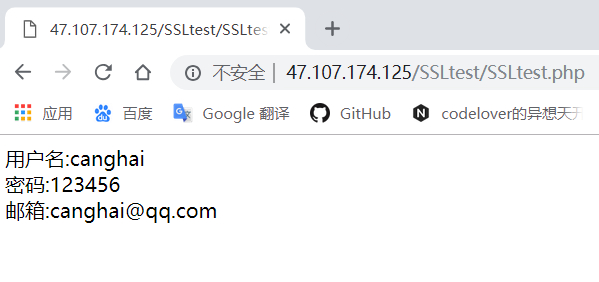 47.107.174.125/SSLtest/SSLtes
不安全 | 47.107.174.125/SSLtest/SSLtest.php
应用 百度 Google 翻译 GitHub codelover的异想天开
用户名:canghai
密码:123456
邮箱:canghai@qq.com